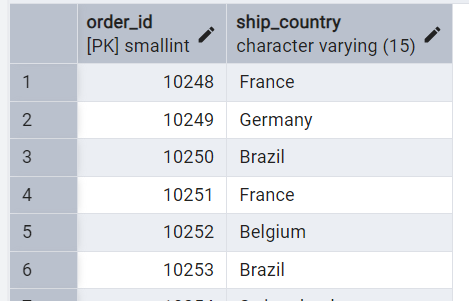 order_id ship_country
[PK] smallint character varying (15)
1 10248 France
2 10249 Germany
3 10250 Brazil
4 10251 France
5 10252 Belgium
6 10253 Brazil